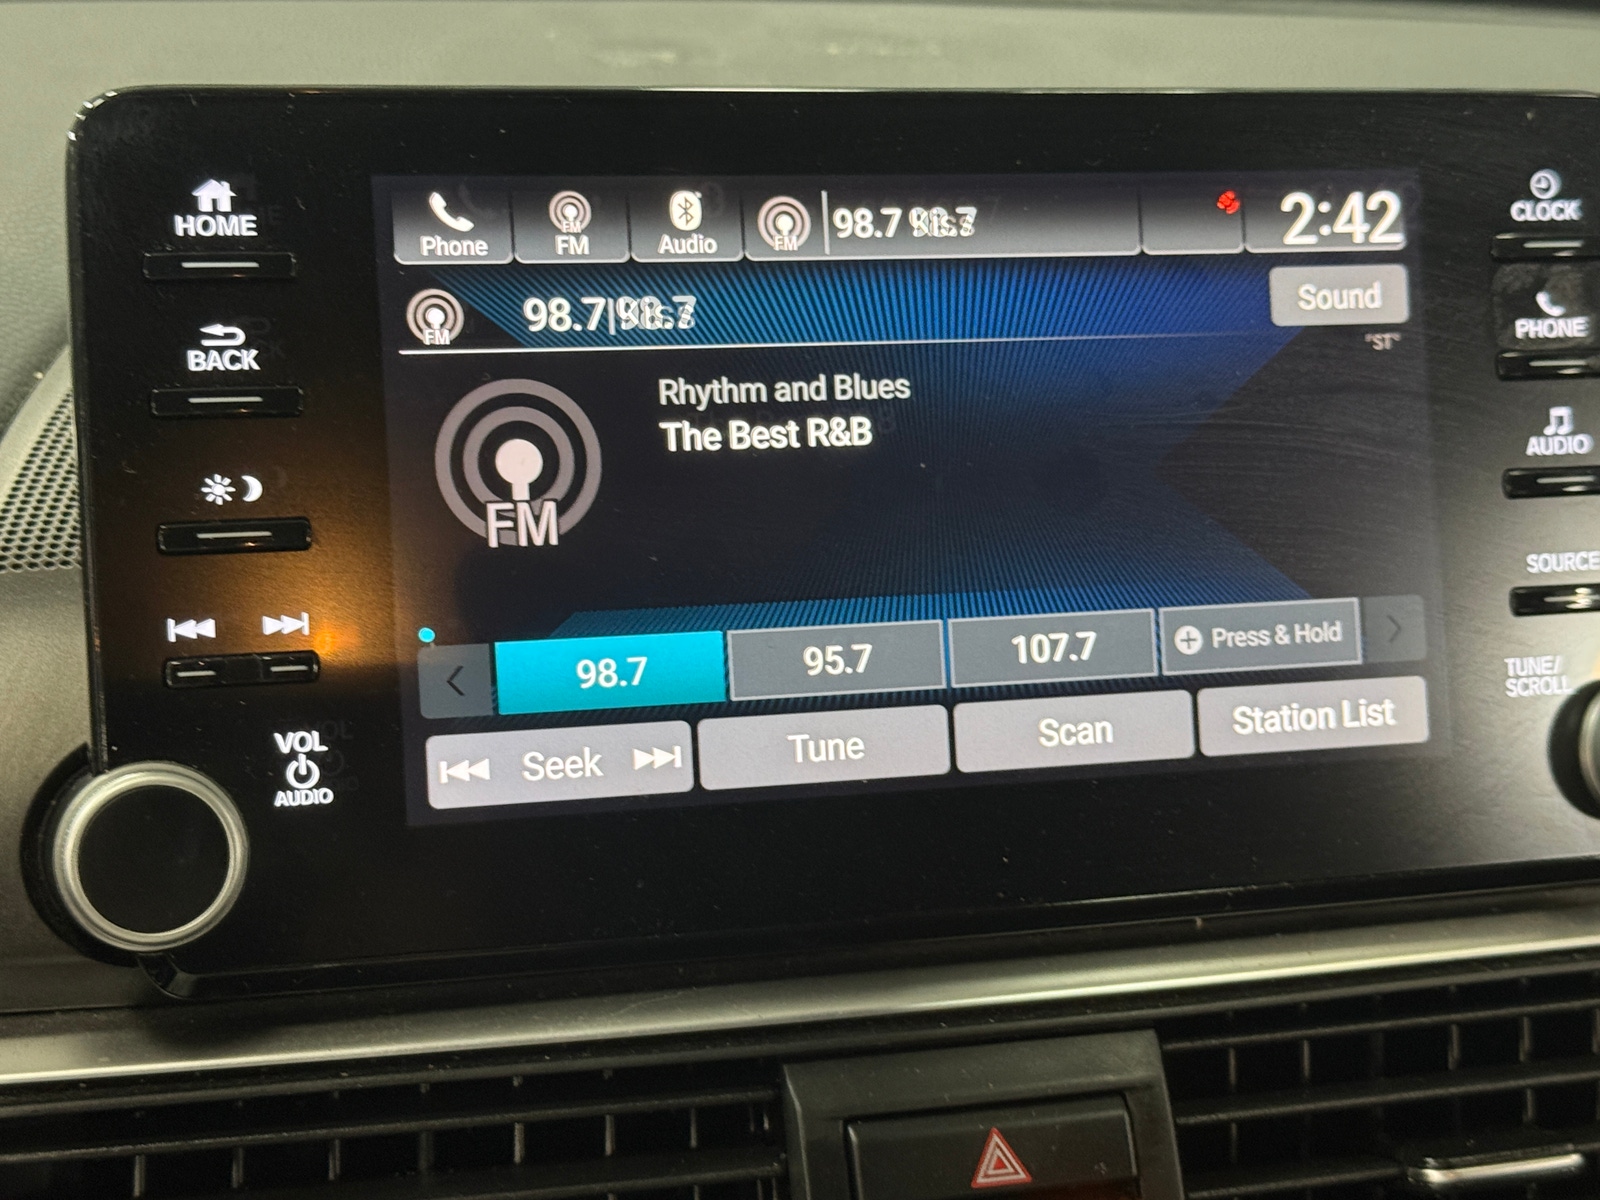 HOME
BACK
VOL
AUDIO
Phone
FM
FM
Audio
FM
98.7
2:42
FM
98.7|
Sound
"ST"
FM
Rhythm and Blues
The Best R&B
98.7
95.7
107.7
Press & Hold
Seek
Tune
Scan
Station List
CLOCK
PHONE
AUDIO
SOURCE
TUNE/
SCROLL